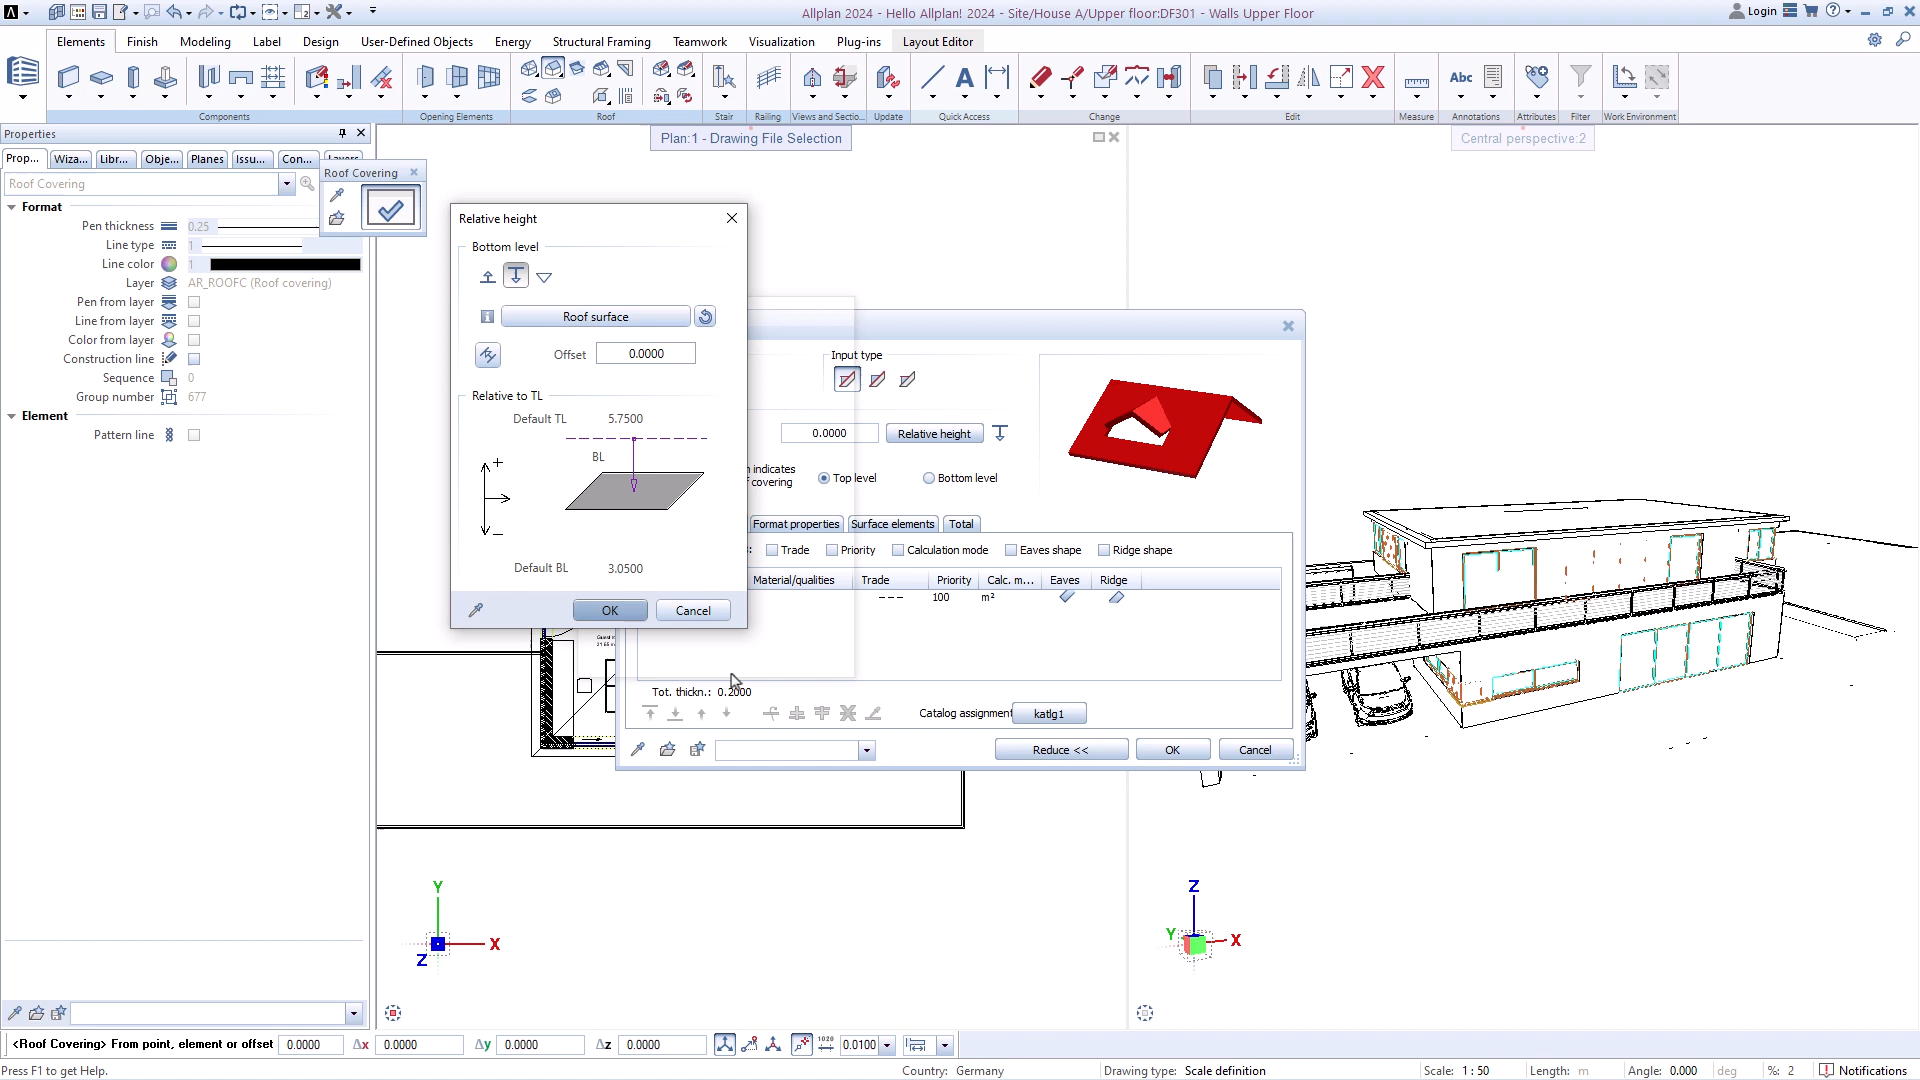 Allplan 2024 - Hello Allplan! 2024 - Site/House A/Upper floor:DF301 - Walls Upper Floor
Login
Elements Finish Modeling Label Design User-Defined Objects Energy Structural Framing Teamwork Visualization Plug-ins Layout Editor
Abc
Components Opening Elements Roof Stair Railing Views and Sectio... Update Quick Access Change Edit Measure Annotations Attributes Filter Work Environment
Properties
Plan:1 - Drawing File Selection
Central perspective:2
Prop... Wiza... Libr... Obje... Planes Issu... Con... Layers
Roof Covering
Roof Covering
Format
Pen thickness 0.25
Line type 1
Line color 1
Layer AR_ROOFC (Roof covering)
Pen from layer
Line from layer
Color from layer
Construction line
Sequence 0
Group number 677
Element
Pattern line
Relative height
Bottom level
Roof surface
Offset 0.0000
Relative to TL
Default TL 5.7500
BL
Default BL 3.0500
OK Cancel
Input type
0.0000 Relative height
indicates
covering
Top level Bottom level
Format properties Surface elements Total
Trade Priority Calculation mode Eaves shape Ridge shape
Material/qualities Trade Priority Calc. m... Eaves Ridge
100 m²
Tot. thickn.: 0.2000
Catalog assignment katlg1
Reduce << OK Cancel
Y X Z
Z Y X
<Roof Covering> From point, element or offset 0.0000 Δx 0.0000 Δy 0.0000 Δz 0.0000 1020 0.0100
Press F1 to get Help. Country: Germany Drawing type: Scale definition Scale: 1 : 50 Length: m Angle: 0.000 deg %: 2 Notifications